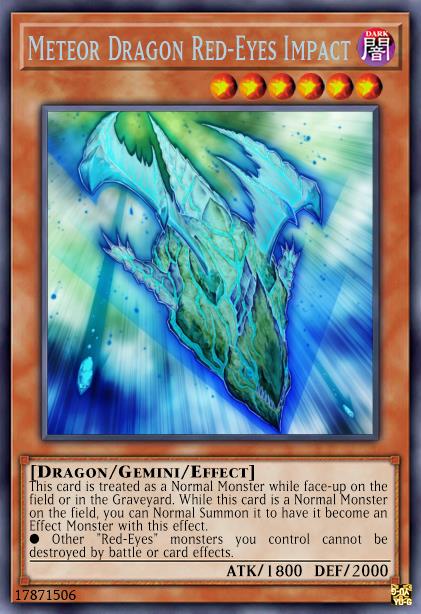 METEOR DRAGON RED-EYES IMPACT
DARK
闇
[DRAGON/GEMINI/EFFECT]
This card is treated as a Normal Monster while face-up on the
field or in the Graveyard. While this card is a Normal Monster
on the field, you can Normal Summon it to have it become an
Effect Monster with this effect.
● Other "Red-Eyes" monsters you control cannot be
destroyed by battle or card effects.
ATK/1800 DEF/2000
17871506